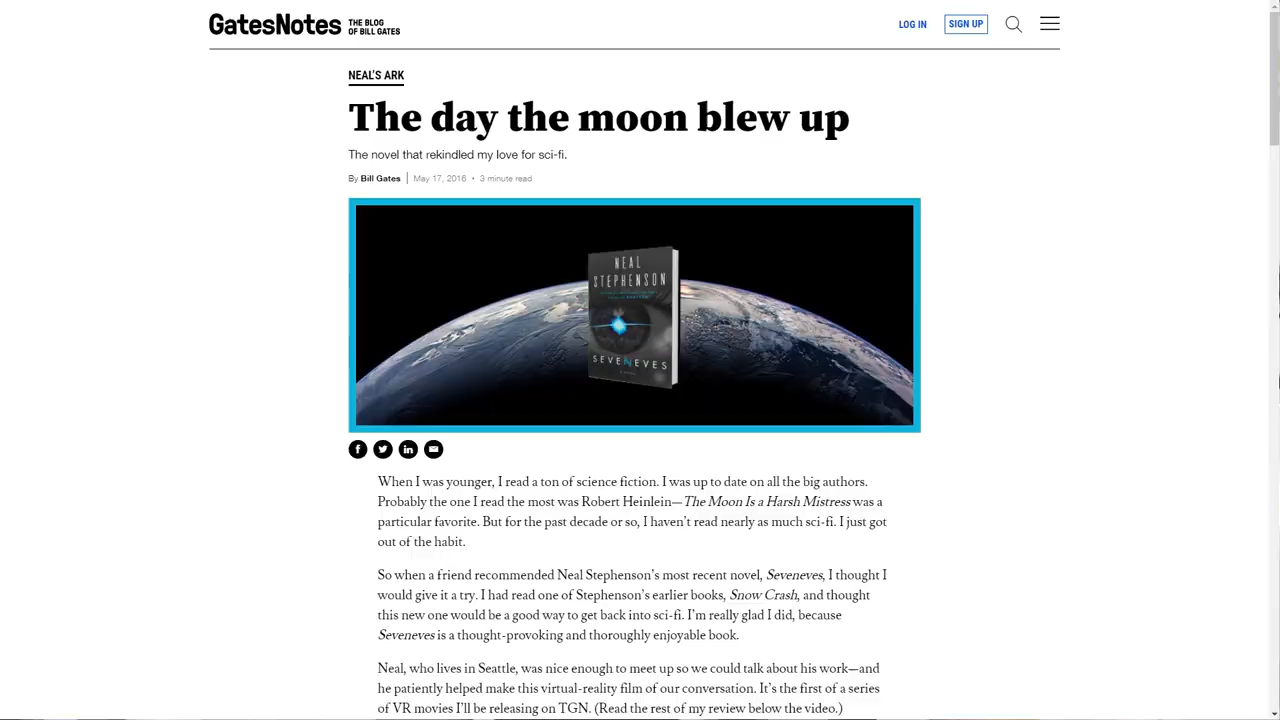 GatesNotes THE BLOG
OF BILL GATES
LOG IN SIGN UP
NEAL'S ARK
The day the moon blew up
The novel that rekindled my love for sci-fi.
By Bill Gates | May 17, 2016 • 3 minute read
NEAL
STEPHENSON
SEVENEVES
When I was younger, I read a ton of science fiction. I was up to date on all the big authors.
Probably the one I read the most was Robert Heinlein—The Moon Is a Harsh Mistress was a
particular favorite. But for the past decade or so, I haven't read nearly as much sci-fi. I just got
out of the habit.
So when a friend recommended Neal Stephenson's most recent novel, Seveneves, I thought I
would give it a try. I had read one of Stephenson's earlier books, Snow Crash, and thought
this new one would be a good way to get back into sci-fi. I'm really glad I did, because
Seveneves is a thought-provoking and thoroughly enjoyable book.
Neal, who lives in Seattle, was nice enough to meet up so we could talk about his work—and
he patiently helped make this virtual-reality film of our conversation. It's the first of a series
of VR movies I'll be releasing on TGN. (Read the rest of my review below the video.)